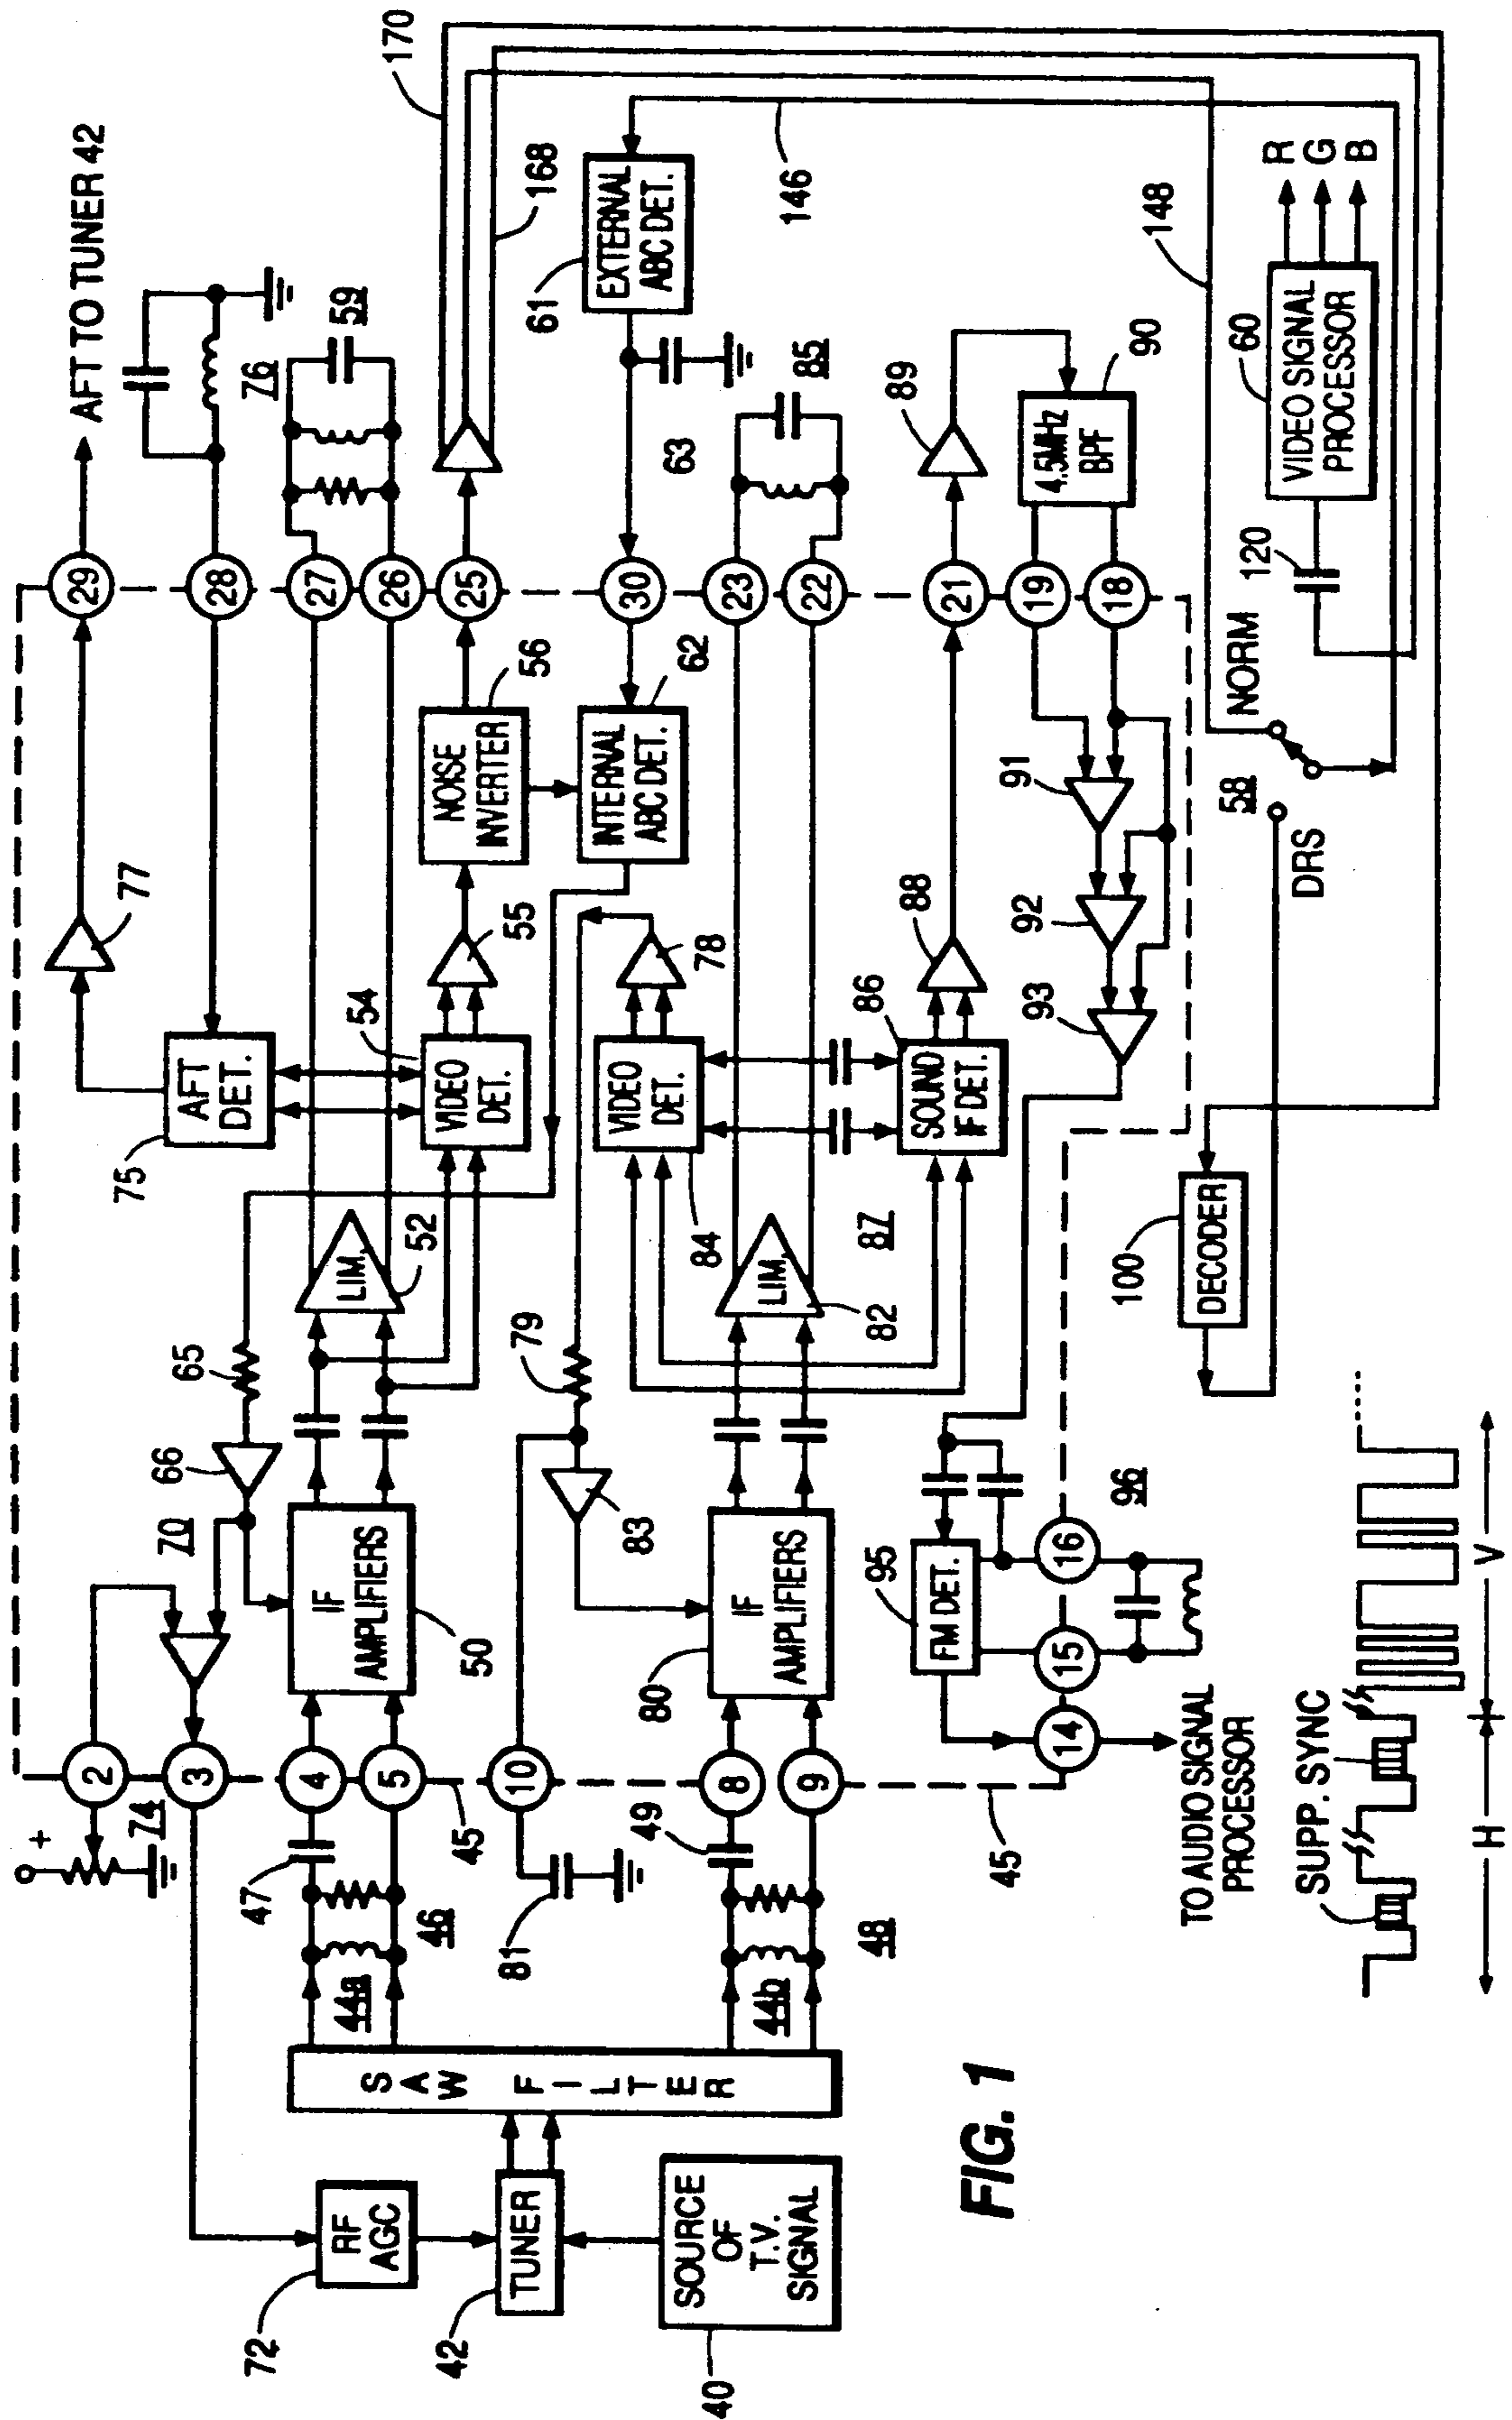 AFT TO TUNER 42
170
29
28
27
26
25
30
23
22
21
19
18
76
59
168
EXTERNAL
ABC DET.
61
63
85
146
89
4.5MHz
BPF
90
148
R
G
B
VIDEO SIGNAL
PROCESSOR
60
120
NORM
58
DRS
77
AFT
DET.
75
NOISE
INVERTER
56
INTERNAL
ABC DET.
62
55
54
VIDEO
DET.
78
VIDEO
DET.
84
86
88
SOUND
IF DET.
87
91
92
93
DECODER
100
65
66
70
LIM.
52
IF
AMPLIFIERS
50
79
83
LIM.
82
IF
AMPLIFIERS
80
FM DET.
95
96
16
15
14
TO AUDIO SIGNAL
PROCESSOR
2
3
4
5
10
8
9
+
74
47
45
46
44a
81
49
48
44b
45
SAW
FILTER
RF
AGC
72
TUNER
42
SOURCE
OF
T.V.
SIGNAL
40
SUPP. SYNC
H
V
FIG. 1